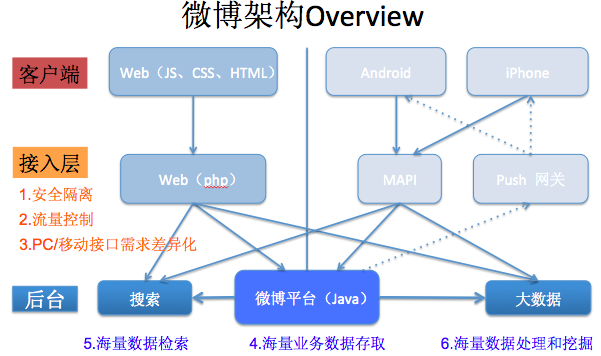 微博架构Overview
客户端
Web（JS、CSS、HTML）
Android
iPhone
接入层
Web（php）
MAPI
Push 网关
1.安全隔离
2.流量控制
3.PC/移动接口需求差异化
后台
搜索
微博平台（Java）
大数据
5.海量数据检索
4.海量业务数据存取
6.海量数据处理和挖掘